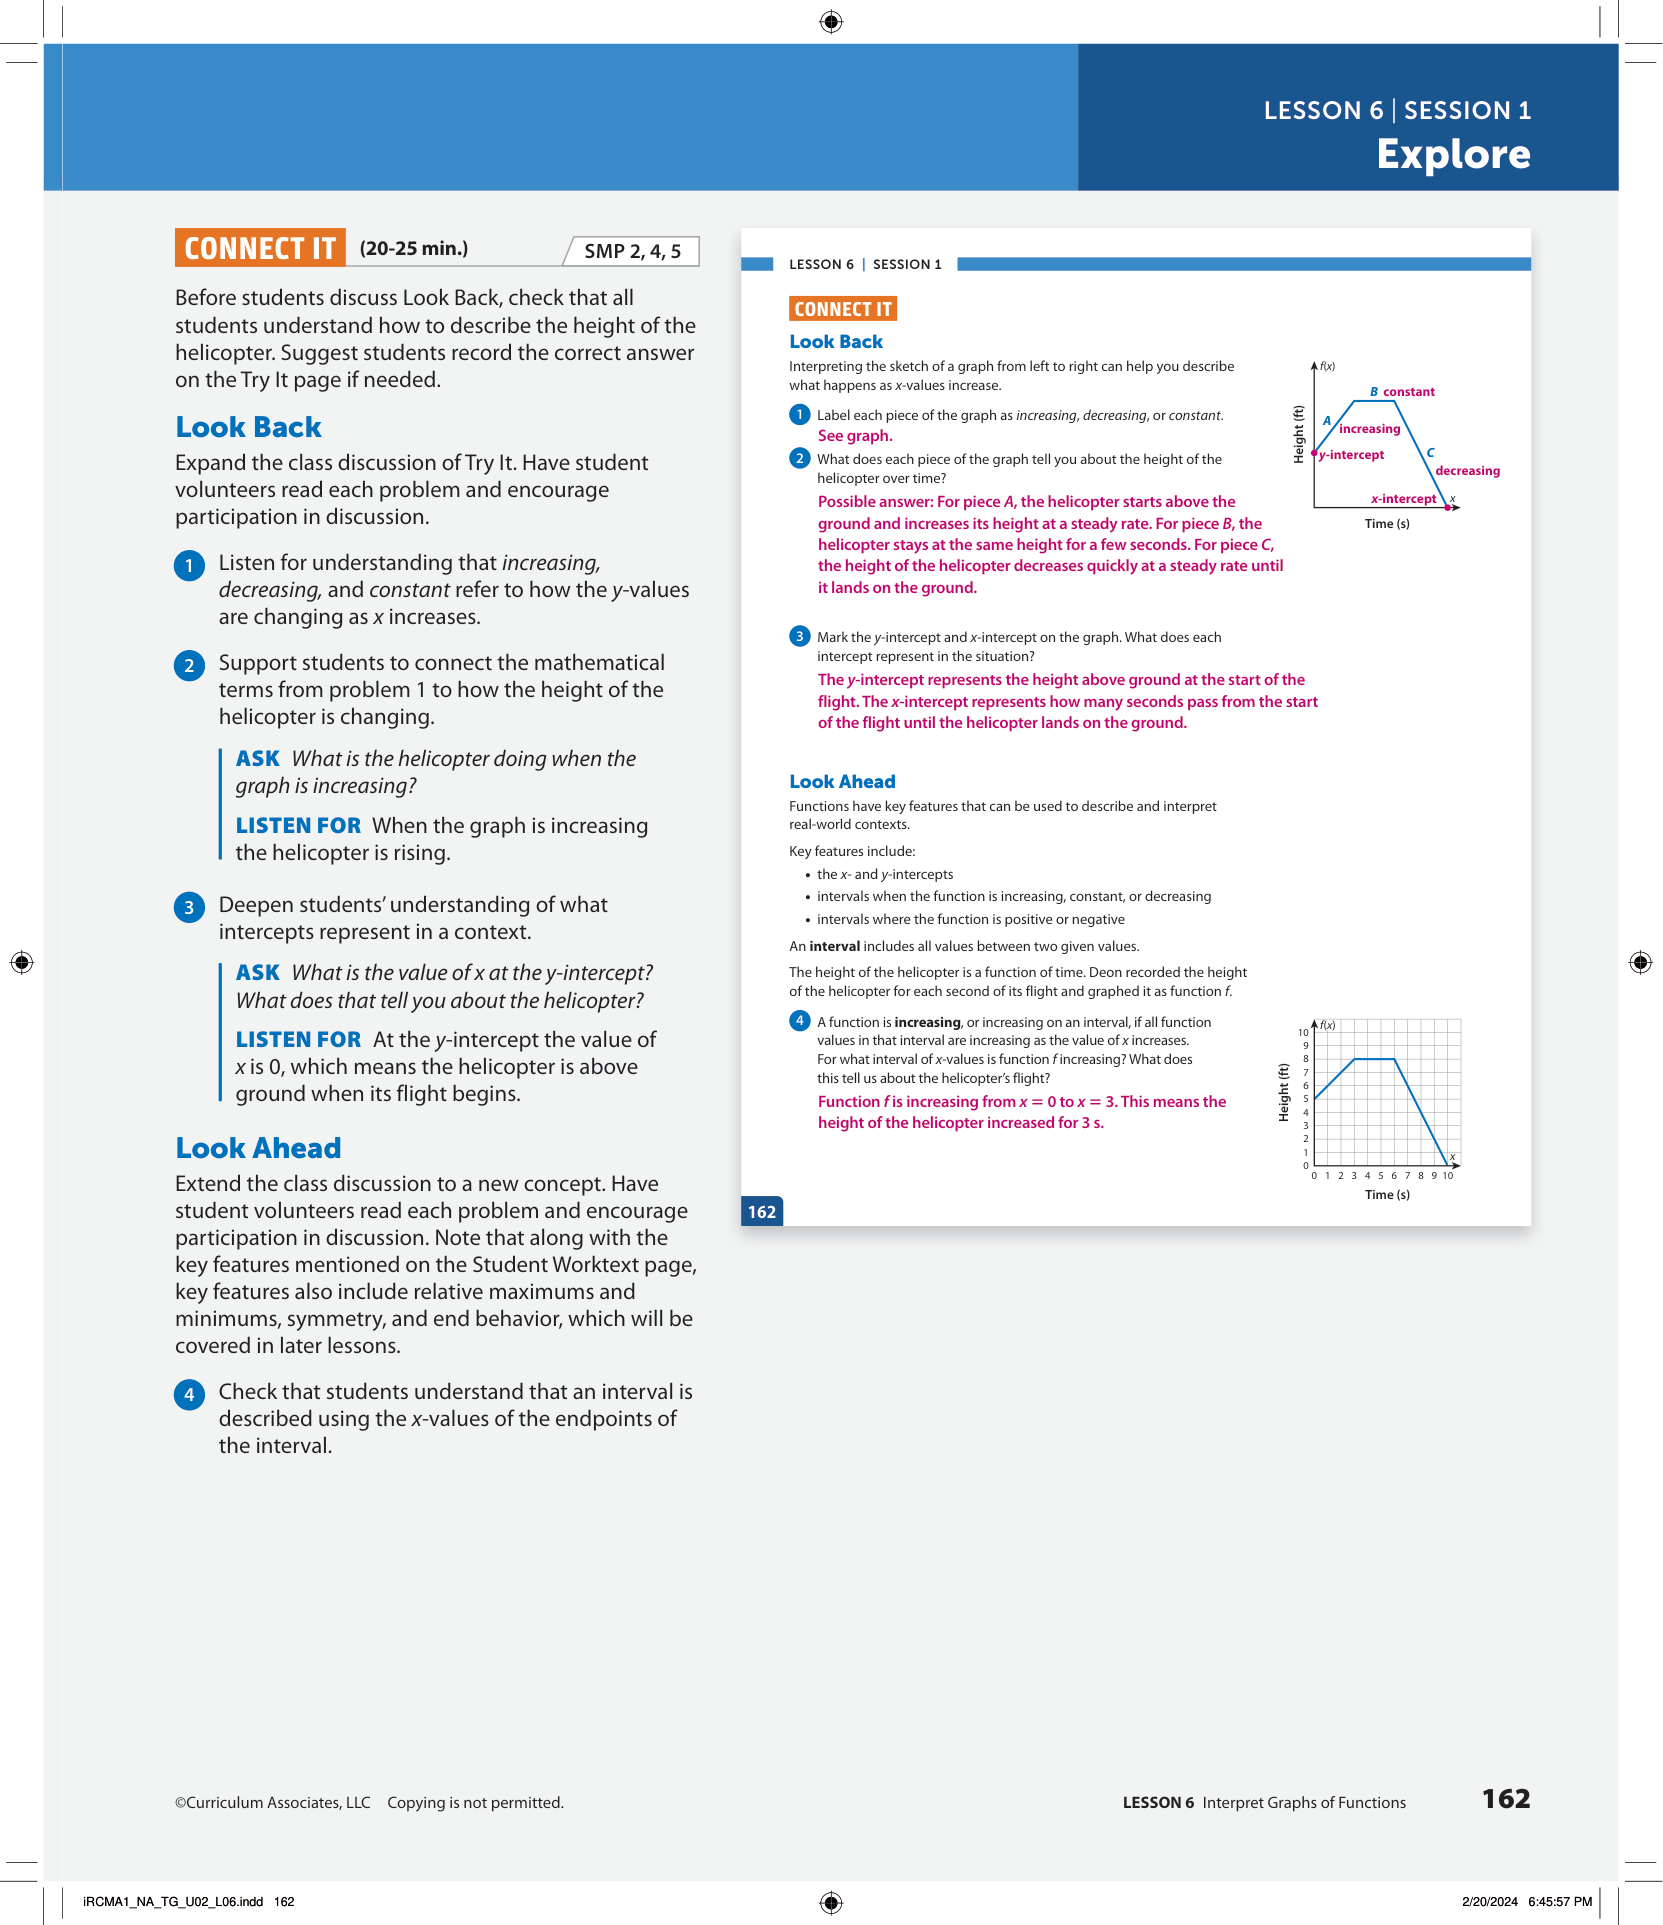 LESSON 6 | SESSION 1
Explore
CONNECT IT (20-25 min.) SMP 2, 4, 5
Before students discuss Look Back, check that all
students understand how to describe the height of the
helicopter. Suggest students record the correct answer
on the Try It page if needed.
Look Back
Expand the class discussion of Try It. Have student
volunteers read each problem and encourage
participation in discussion.
1 Listen for understanding that increasing,
decreasing, and constant refer to how the y-values
are changing as x increases.
2 Support students to connect the mathematical
terms from problem 1 to how the height of the
helicopter is changing.
ASK What is the helicopter doing when the
graph is increasing?
LISTEN FOR When the graph is increasing
the helicopter is rising.
3 Deepen students' understanding of what
intercepts represent in a context.
ASK What is the value of x at the y-intercept?
What does that tell you about the helicopter?
LISTEN FOR At the y-intercept the value of
x is 0, which means the helicopter is above
ground when its flight begins.
Look Ahead
Extend the class discussion to a new concept. Have
student volunteers read each problem and encourage
participation in discussion. Note that along with the
key features mentioned on the Student Worktext page,
key features also include relative maximums and
minimums, symmetry, and end behavior, which will be
covered in later lessons.
4 Check that students understand that an interval is
described using the x-values of the endpoints of
the interval.
LESSON 6 | SESSION 1
CONNECT IT
Look Back
Interpreting the sketch of a graph from left to right can help you describe
what happens as x-values increase.
1 Label each piece of the graph as increasing, decreasing, or constant.
See graph.
2 What does each piece of the graph tell you about the height of the
helicopter over time?
Possible answer: For piece A, the helicopter starts above the
ground and increases its height at a steady rate. For piece B, the
helicopter stays at the same height for a few seconds. For piece C,
the height of the helicopter decreases quickly at a steady rate until
it lands on the ground.
f(x)
B constant
A
increasing
y-intercept
C
decreasing
x-intercept x
Height (ft)
Time (s)
3 Mark the y-intercept and x-intercept on the graph. What does each
intercept represent in the situation?
The y-intercept represents the height above ground at the start of the
flight. The x-intercept represents how many seconds pass from the start
of the flight until the helicopter lands on the ground.
Look Ahead
Functions have key features that can be used to describe and interpret
real-world contexts.
Key features include:
• the x- and y-intercepts
• intervals when the function is increasing, constant, or decreasing
• intervals where the function is positive or negative
An interval includes all values between two given values.
The height of the helicopter is a function of time. Deon recorded the height
of the helicopter for each second of its flight and graphed it as function f.
4 A function is increasing, or increasing on an interval, if all function
values in that interval are increasing as the value of x increases.
For what interval of x-values is function f increasing? What does
this tell us about the helicopter's flight?
Function f is increasing from x = 0 to x = 3. This means the
height of the helicopter increased for 3 s.
f(x)
10
9
8
7
6
5
4
3
2
1
0
x
0 1 2 3 4 5 6 7 8 9 10
Height (ft)
Time (s)
162
©Curriculum Associates, LLC Copying is not permitted.
LESSON 6 Interpret Graphs of Functions 162
iRCMA1_NA_TG_U02_L06.indd 162
2/20/2024 6:45:57 PM